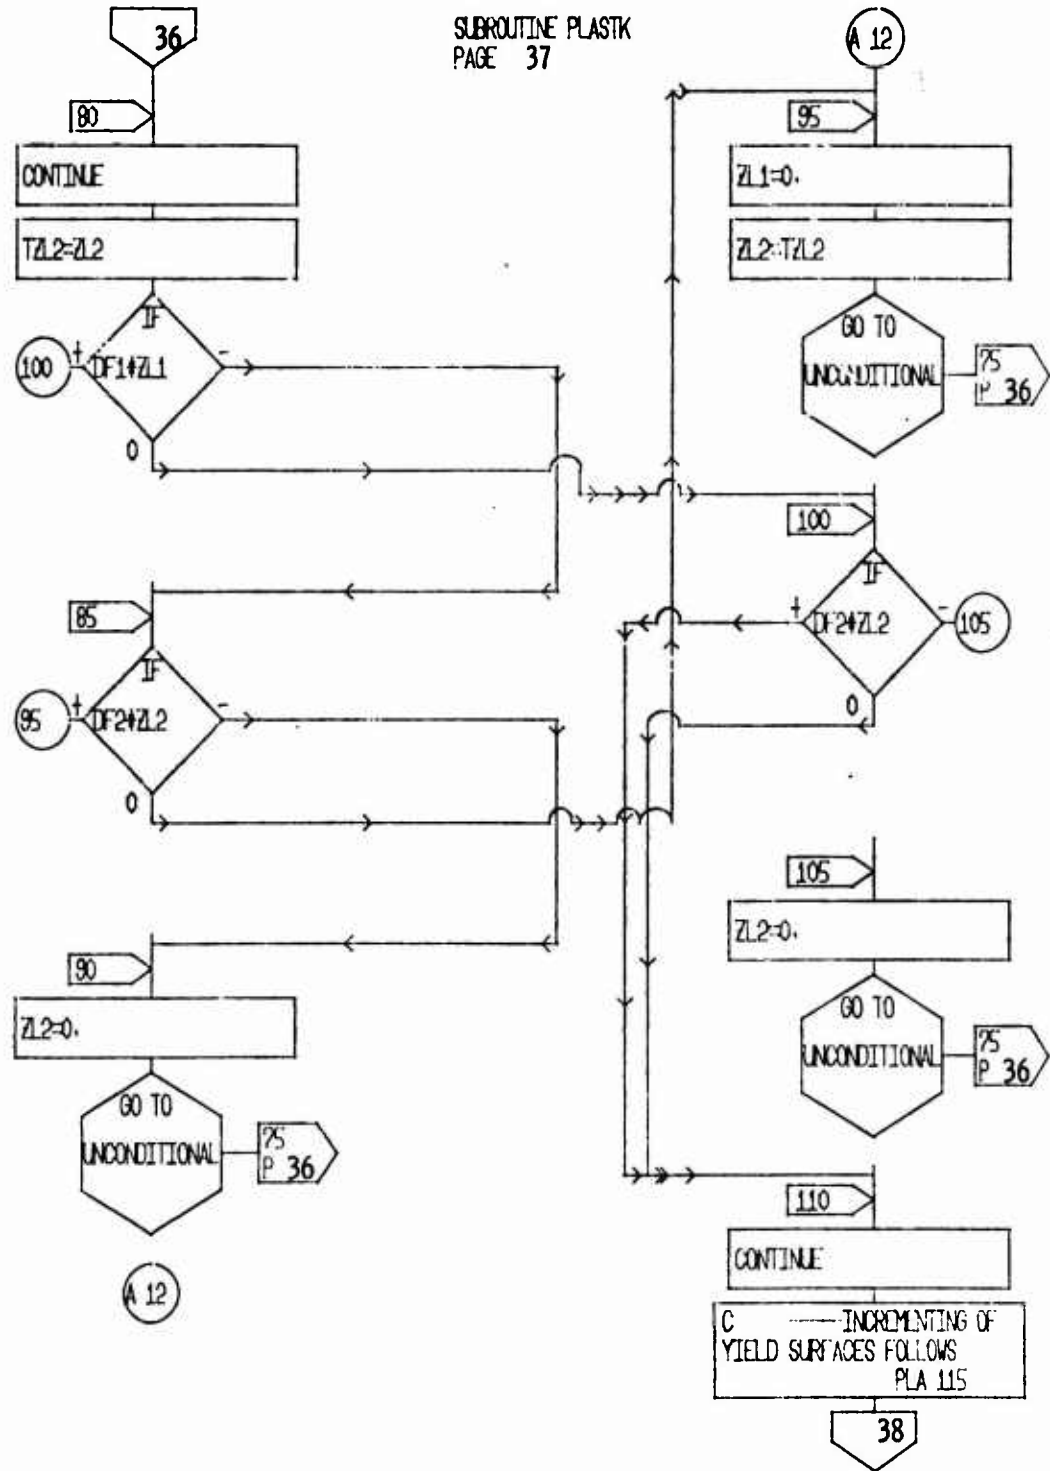 SUBROUTINE PLASTK
PAGE 37
36
80
CONTINUE
TZL2=ZL2
IF
DF1*ZL1
100
+
-
0
85
IF
DF2*ZL2
95
+
-
0
90
ZL2=0.
GO TO
UNCONDITIONAL
75
P 36
A 12
A 12
95
ZL1=0.
ZL2=TZL2
GO TO
UNCONDITIONAL
75
P 36
100
IF
DF2*ZL2
+
-
105
0
105
ZL2=0.
GO TO
UNCONDITIONAL
75
P 36
110
CONTINUE
C -----INCREMENTING OF
YIELD SURFACES FOLLOWS
PLA 115
38